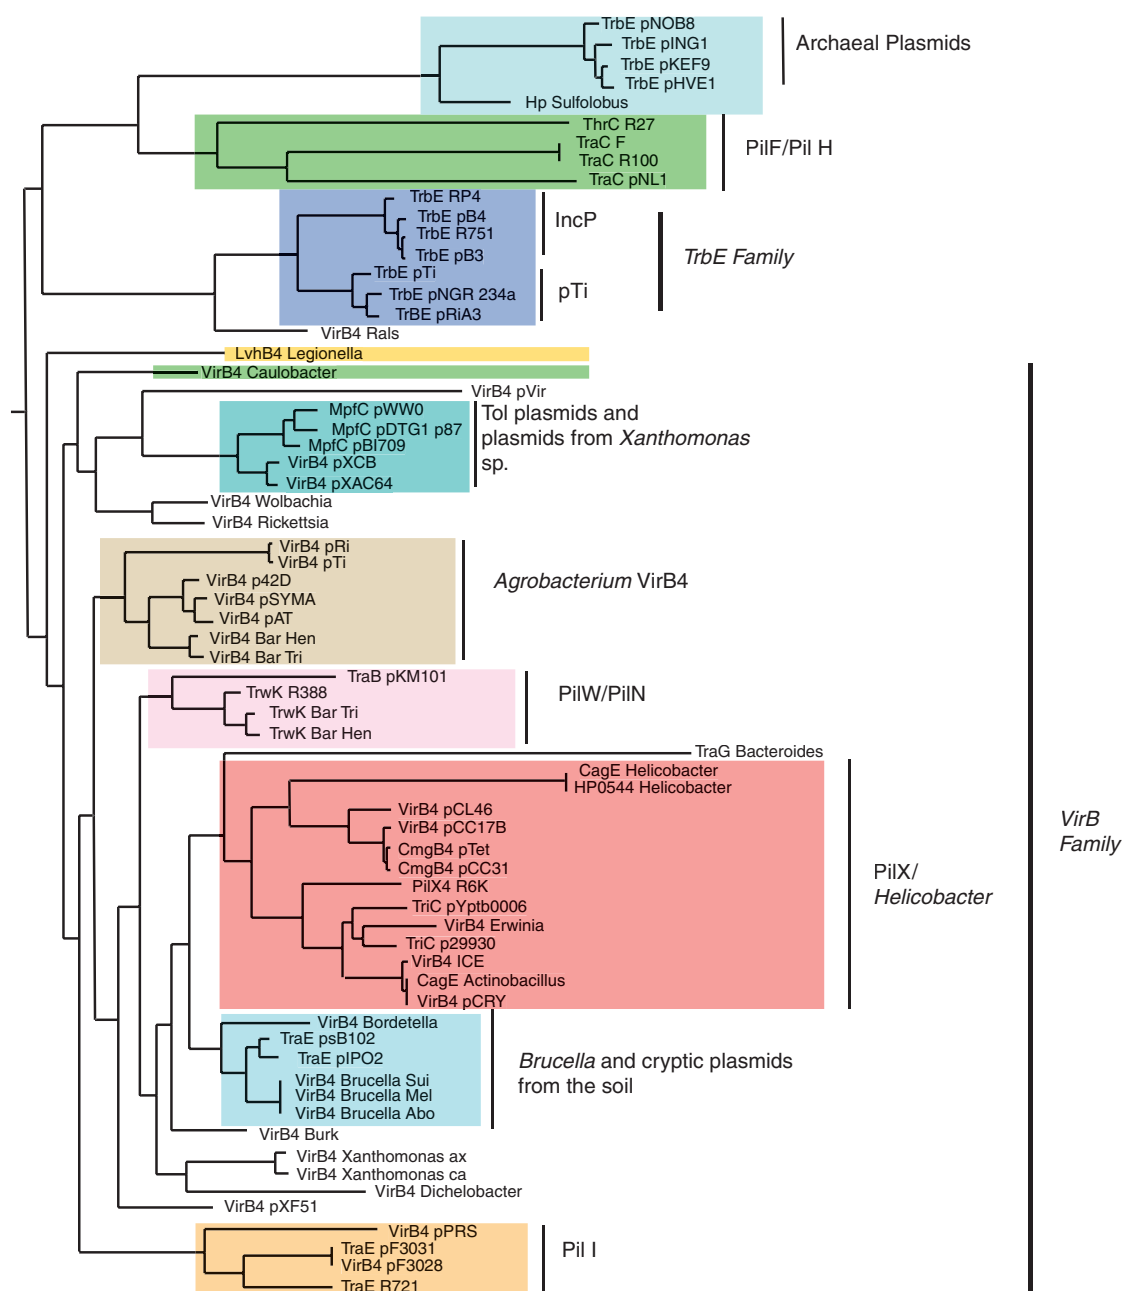 TrbE pNOB8
TrbE pING1
TrbE pKEF9
TrbE pHVE1
Hp Sulfolobus
Archaeal Plasmids
ThrC R27
TraC F
TraC R100
TraC pNL1
PilF/Pil H
TrbE RP4
TrbE pB4
TrbE R751
TrbE pB3
IncP
TrbE pTi
TrbE pNGR 234a
TrBE pRiA3
pTi
TrbE Family
VirB4 Rals
LvhB4 Legionella
VirB4 Caulobacter
VirB4 pVir
MpfC pWW0
MpfC pDTG1 p87
MpfC pBI709
VirB4 pXCB
VirB4 pXAC64
Tol plasmids and
plasmids from Xanthomonas
sp.
VirB4 Wolbachia
VirB4 Rickettsia
VirB4 pRi
VirB4 pTi
VirB4 p42D
VirB4 pSYMA
VirB4 pAT
VirB4 Bar Hen
VirB4 Bar Tri
Agrobacterium VirB4
TraB pKM101
TrwK R388
TrwK Bar Tri
TrwK Bar Hen
PilW/PilN
TraG Bacteroides
CagE Helicobacter
HP0544 Helicobacter
VirB4 pCL46
VirB4 pCC17B
CmgB4 pTet
CmgB4 pCC31
PilX4 R6K
TriC pYptb0006
VirB4 Erwinia
TriC p29930
VirB4 ICE
CagE Actinobacillus
VirB4 pCRY
PilX/
Helicobacter
VirB
Family
VirB4 Bordetella
TraE psB102
TraE pIPO2
VirB4 Brucella Sui
VirB4 Brucella Mel
VirB4 Brucella Abo
Brucella and cryptic plasmids
from the soil
VirB4 Burk
VirB4 Xanthomonas ax
VirB4 Xanthomonas ca
VirB4 Dichelobacter
VirB4 pXF51
VirB4 pPRS
TraE pF3031
VirB4 pF3028
TraE R721
Pil I